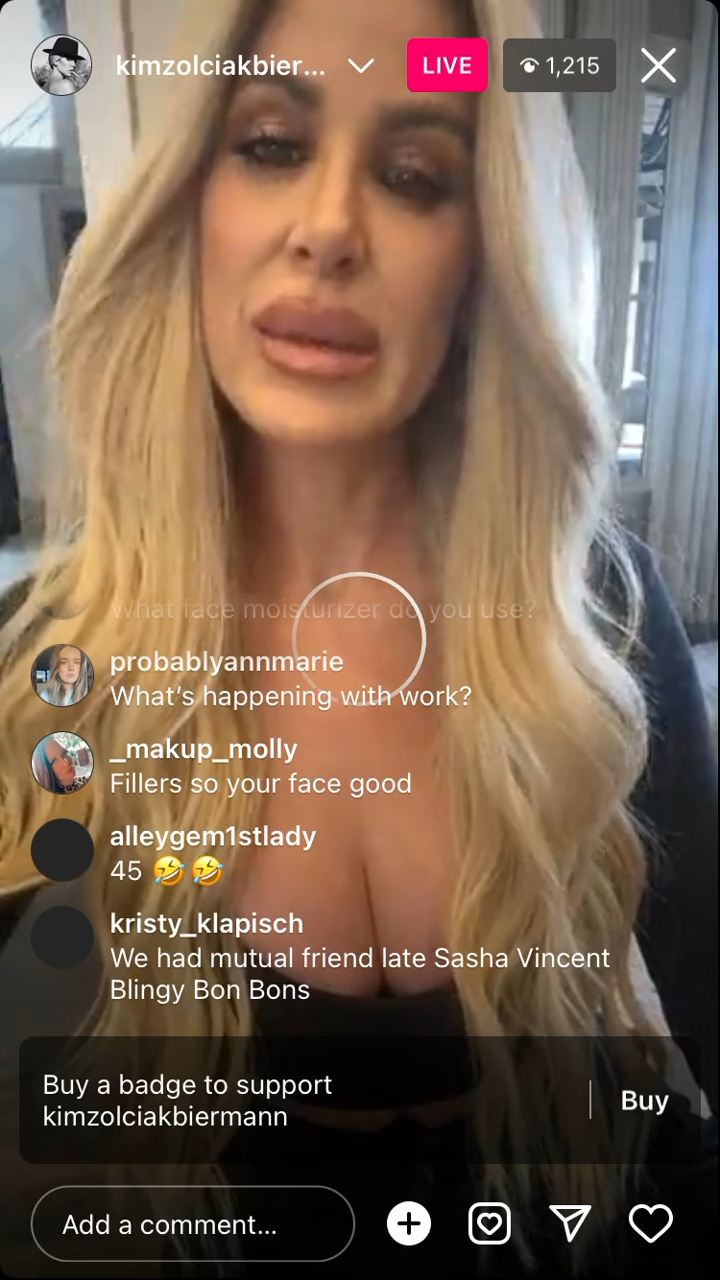 kimzolciakbier...
LIVE
1,215
What face moisturizer do you use?
probablyannmarie
What’s happening with work?
_makup_molly
Fillers so your face good
alleygem1stlady
45 🤣 🤣
kristy_klapisch
We had mutual friend late Sasha Vincent
Blingy Bon Bons
Buy a badge to support
kimzolciakbiermann
Buy
Add a comment...